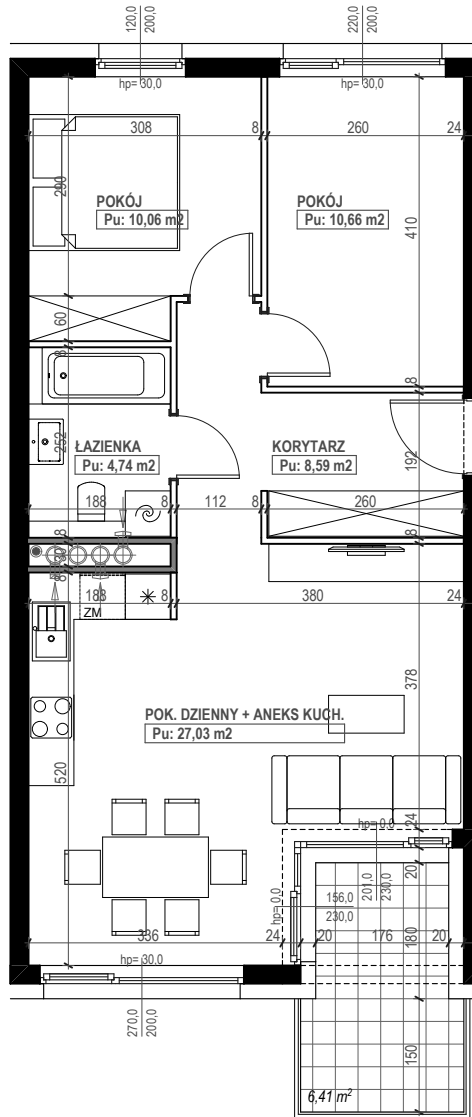 120,0
200,0
220,0
200,0
hp= 30,0
hp= 30,0
308
8
260
24
290
POKÓJ
Pu: 10,06 m2
POKÓJ
Pu: 10,66 m2
410
60
8
8
252
ŁAZIENKA
Pu: 4,74 m2
KORYTARZ
Pu: 8,59 m2
192
188
8
112
8
260
8
30
8
8
188
8
380
24
ZM
378
POK. DZIENNY + ANEKS KUCH.
Pu: 27,03 m2
520
hp= 0,0
24
20
201,0
230,0
156,0
230,0
hp= 0,0
336
24
20
176
20
180
hp= 30,0
270,0
200,0
150
6,41 m²